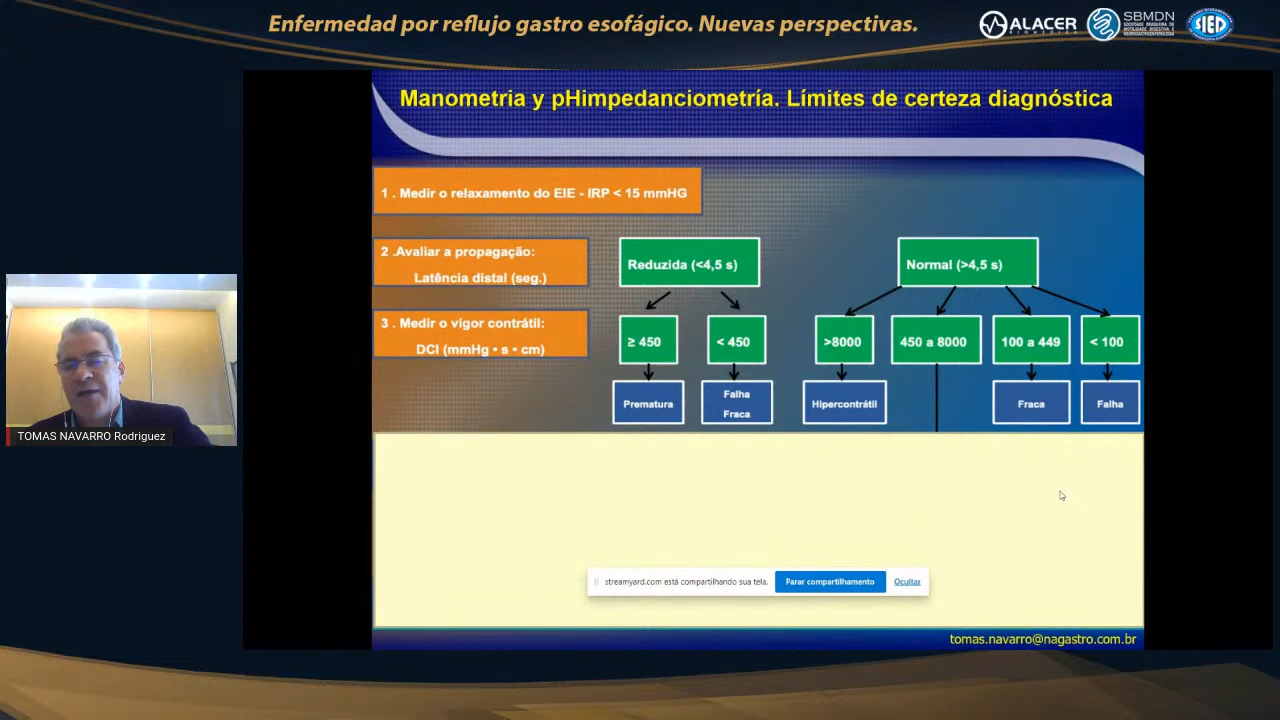 Enfermedad por reflujo gastro esofágico. Nuevas perspectivas.
ALACER
SBMDN
SIED
Manometria y pHimpedanciometría. Límites de certeza diagnóstica
1 . Medir o relaxamento do EIE - IRP < 15 mmHG
2 .Avaliar a propagação:
Latência distal (seg.)
Reduzida (<4,5 s)
Normal (>4,5 s)
3 . Medir o vigor contrátil:
DCI (mmHg • s • cm)
≥ 450
< 450
>8000
450 a 8000
100 a 449
< 100
Prematura
Falha
Fraca
Hipercontrátil
Fraca
Falha
TOMAS NAVARRO Rodriguez
streamyard.com está compartilhando sua tela.
Parar compartilhamento
Ocultar
tomas.navarro@nagastro.com.br